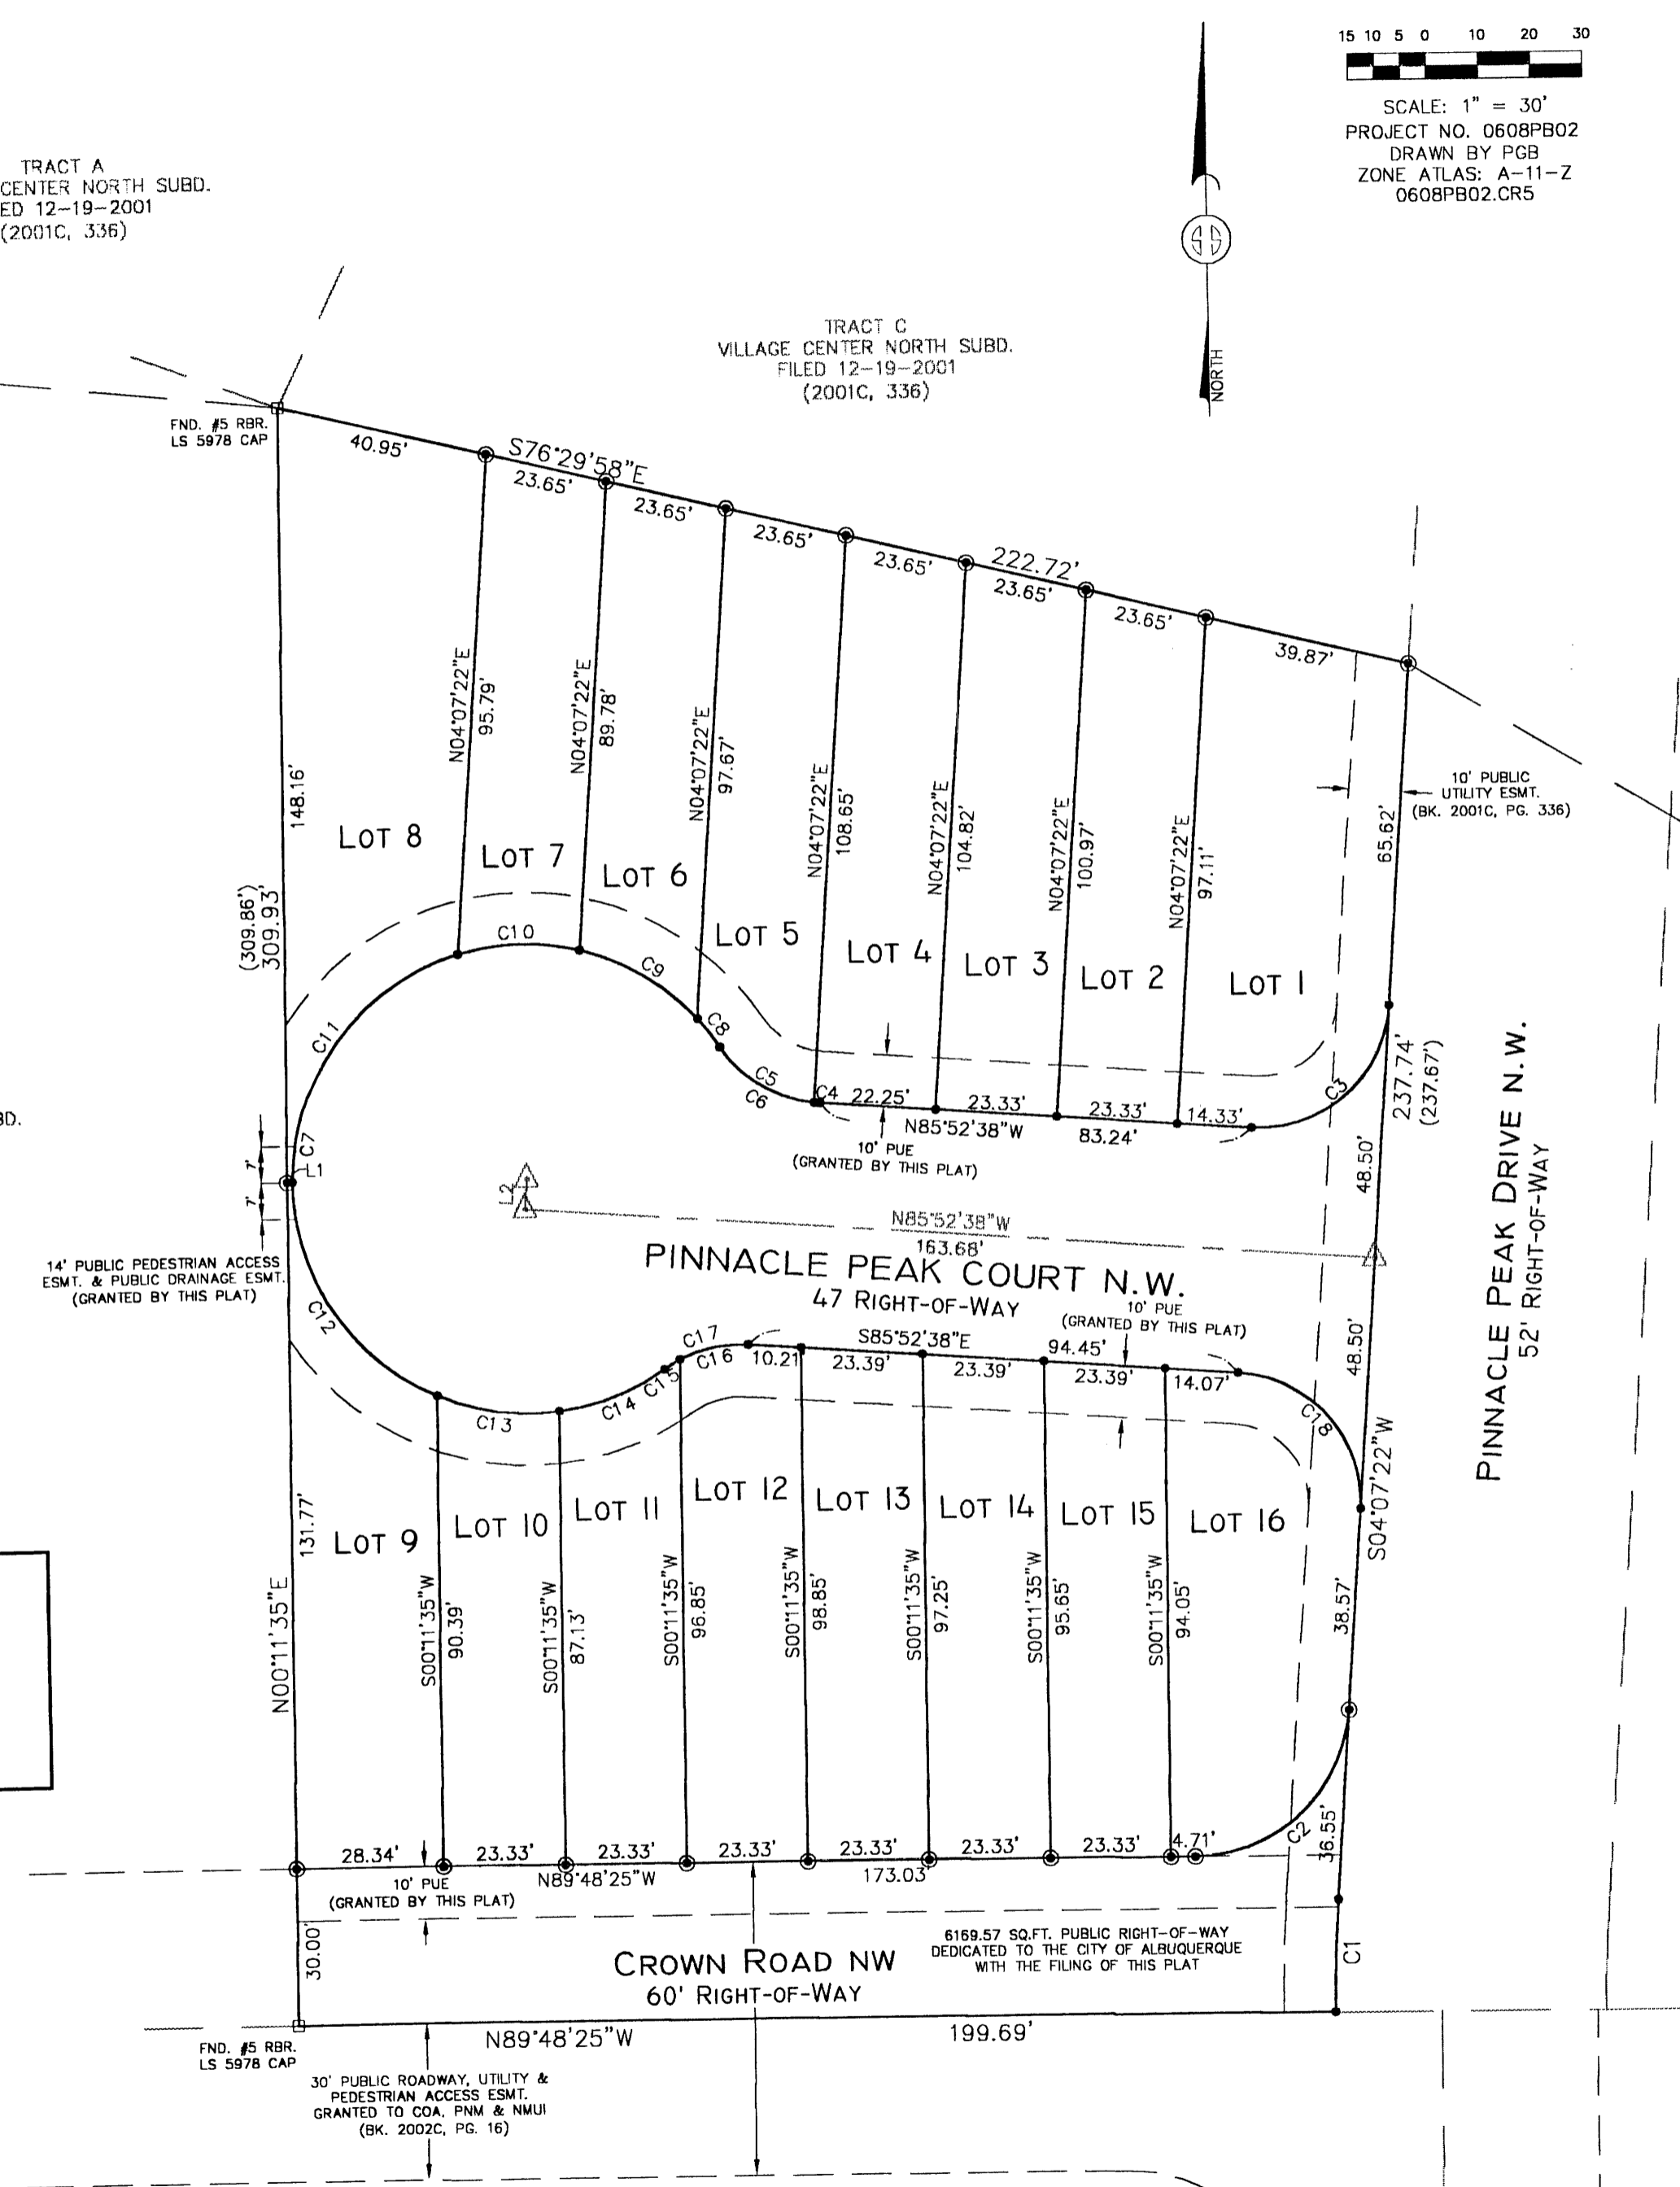 15 10 5 0 10 20 30
SCALE: 1" = 30'
PROJECT NO. 0608PB02
DRAWN BY PGB
ZONE ATLAS: A-11-Z
0608PB02.CR5
TRACT A
CENTER NORTH SUBD.
ED 12-19-2001
(2001C, 336)
NORTH
TRACT C
VILLAGE CENTER NORTH SUBD.
FILED 12-19-2001
(2001C, 336)
FND. #5 RBR.
LS 5978 CAP
40.95'
S76°29'58"E
23.65'
23.65'
23.65'
23.65'
222.72'
23.65'
23.65'
39.87'
N04°07'22"E
95.79'
N04°07'22"E
89.78'
N04°07'22"E
97.67'
N04°07'22"E
108.65'
N04°07'22"E
104.82'
N04°07'22"E
100.97'
N04°07'22"E
97.11'
65.62'
10' PUBLIC
UTILITY ESMT.
(BK. 2001C, PG. 336)
148.16'
(309.86')
309.93'
LOT 8
LOT 7
LOT 6
LOT 5
LOT 4
LOT 3
LOT 2
LOT 1
C11
C10
C9
C8
C5
C6
C4
22.25'
23.33'
23.33'
14.33'
C3
N85°52'38"W
83.24'
10' PUE
(GRANTED BY THIS PLAT)
237.74'
(237.67')
BD.
C7
7'
7'
L1
L2
48.50'
N85°52'38"W
163.68'
PINNACLE PEAK COURT N.W.
47 RIGHT-OF-WAY
PINNACLE PEAK DRIVE N.W.
52' RIGHT-OF-WAY
14' PUBLIC PEDESTRIAN ACCESS
ESMT. & PUBLIC DRAINAGE ESMT.
(GRANTED BY THIS PLAT)
10' PUE
(GRANTED BY THIS PLAT)
48.50'
C12
C13
C14
C15
C17
C16
10.21
S85°52'38"E
94.45'
23.39'
23.39'
23.39'
14.07'
C18
S04°07'22"W
LOT 9
LOT 10
LOT 11
LOT 12
LOT 13
LOT 14
LOT 15
LOT 16
131.77'
N00°11'35"E
S00°11'35"W
90.39'
S00°11'35"W
87.13'
S00°11'35"W
96.85'
S00°11'35"W
98.85'
S00°11'35"W
97.25'
S00°11'35"W
95.65'
S00°11'35"W
94.05'
38.57'
28.34'
23.33'
23.33'
23.33'
23.33'
23.33'
23.33'
4.71'
C2
36.55'
N89°48'25"W
173.03'
10' PUE
(GRANTED BY THIS PLAT)
30.00'
CROWN ROAD NW
60' RIGHT-OF-WAY
6169.57 SQ.FT. PUBLIC RIGHT-OF-WAY
DEDICATED TO THE CITY OF ALBUQUERQUE
WITH THE FILING OF THIS PLAT
C1
N89°48'25"W
199.69'
FND. #5 RBR.
LS 5978 CAP
30' PUBLIC ROADWAY, UTILITY &
PEDESTRIAN ACCESS ESMT.
GRANTED TO COA, PNM & NMUI
(BK. 2002C, PG. 16)